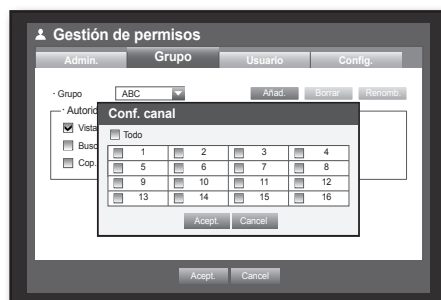 Gestión de permisos
Admin. Grupo Usuario Config.
· Grupo ABC Añad. Borrar Renomb.
· Autorid
Vista
Busc
Cop.
Conf. canal
Todo
1 2 3 4
5 6 7 8
9 10 11 12
13 14 15 16
Acept. Cancel
Acept. Cancel